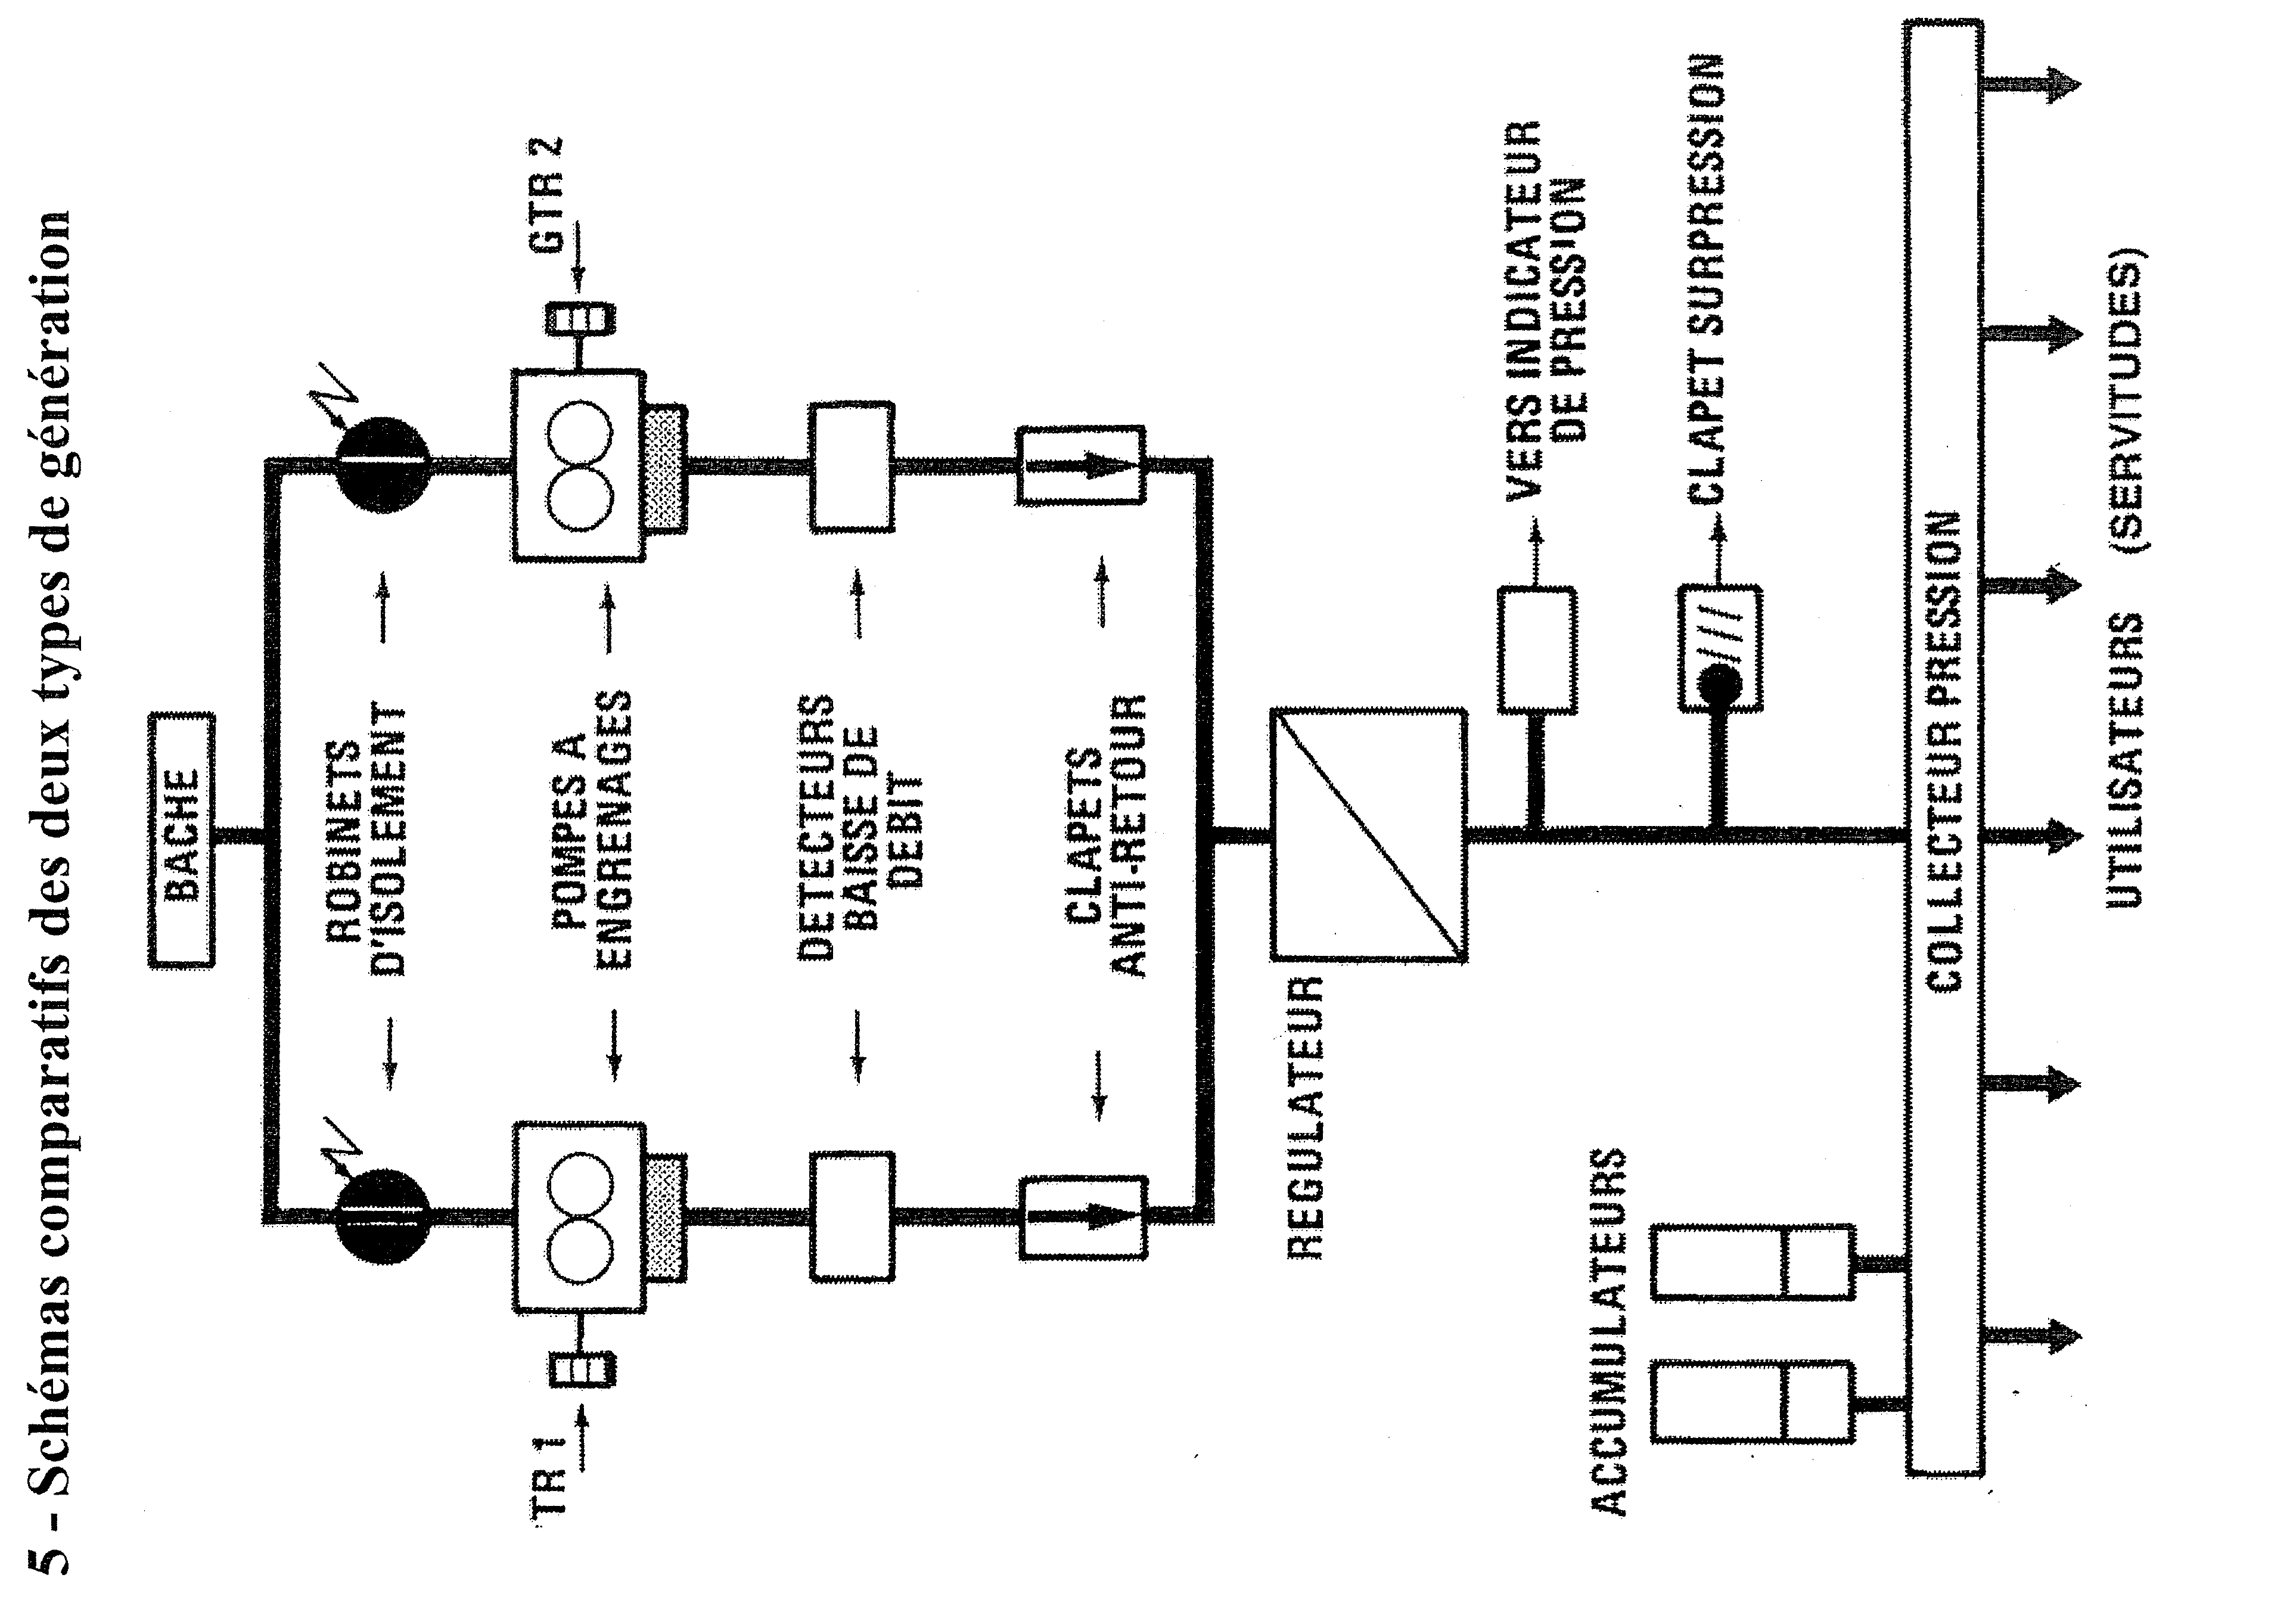 5 - Schémas comparatifs des deux types de génération
BACHE
ROBINETS
D'ISOLEMENT
TR 1
GTR 2
POMPES A
ENGRENAGES
DETECTEURS
BAISSE DE
DEBIT
CLAPETS
ANTI-RETOUR
REGULATEUR
VERS INDICATEUR
DE PRESSION
ACCUMULATEURS
CLAPET SURPRESSION
COLLECTEUR PRESSION
UTILISATEURS (SERVITUDES)